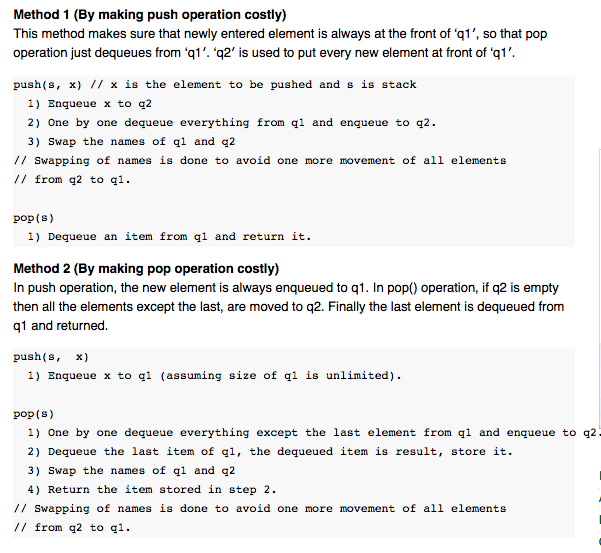 Method 1 (By making push operation costly)
This method makes sure that newly entered element is always at the front of ‘q1′, so that pop
operation just dequeues from ‘q1′. ‘q2′ is used to put every new element at front of ‘q1′.
push(s, x) // x is the element to be pushed and s is stack
1) Enqueue x to q2
2) One by one dequeue everything from q1 and enqueue to q2.
3) Swap the names of q1 and q2
// Swapping of names is done to avoid one more movement of all elements
// from q2 to q1.
pop(s)
1) Dequeue an item from q1 and return it.
Method 2 (By making pop operation costly)
In push operation, the new element is always enqueued to q1. In pop() operation, if q2 is empty
then all the elements except the last, are moved to q2. Finally the last element is dequeued from
q1 and returned.
push(s,  x)
1) Enqueue x to q1 (assuming size of q1 is unlimited).
pop(s)
1) One by one dequeue everything except the last element from q1 and enqueue to q2.
2) Dequeue the last item of q1, the dequeued item is result, store it.
3) Swap the names of q1 and q2
4) Return the item stored in step 2.
// Swapping of names is done to avoid one more movement of all elements
// from q2 to q1.